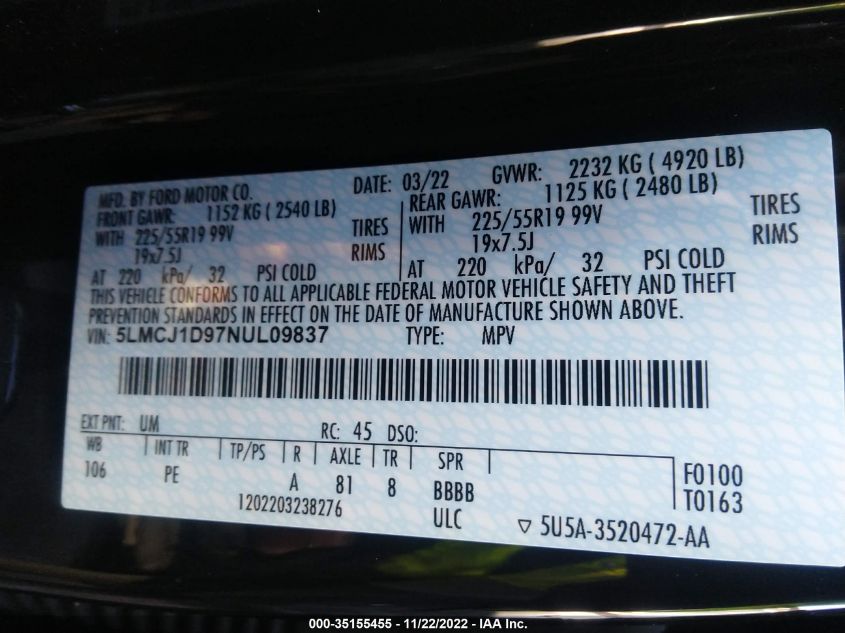 MFD. BY FORD MOTOR CO. DATE: 03/22 GVWR: 2232 KG ( 4920 LB)
FRONT GAWR: 1152 KG ( 2540 LB) REAR GAWR: 1125 KG ( 2480 LB)
WITH 225/55R19 99V TIRES WITH 225/55R19 99V TIRES
19x7.5J RIMS 19x7.5J RIMS
AT 220 kPa/ 32 PSI COLD AT 220 kPa/ 32 PSI COLD
THIS VEHICLE CONFORMS TO ALL APPLICABLE FEDERAL MOTOR VEHICLE SAFETY AND THEFT
PREVENTION STANDARDS IN EFFECT ON THE DATE OF MANUFACTURE SHOWN ABOVE.
VIN: 5LMCJ1D97NUL09837 TYPE: MPV
EXT PNT: UM RC: 45 DSO:
WB INT TR TP/PS R AXLE TR SPR
106 PE A 81 8 BBBB F0100
1202203238276 ULC T0163
▽ 5U5A-3520472-AA
000-35155455 - 11/22/2022 - IAA Inc.